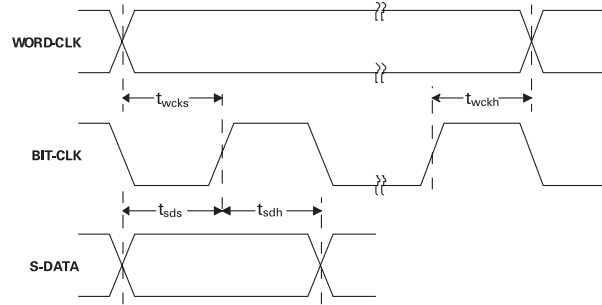 WORD-CLK
twcks
twckh
BIT-CLK
tsds
tsdh
S-DATA